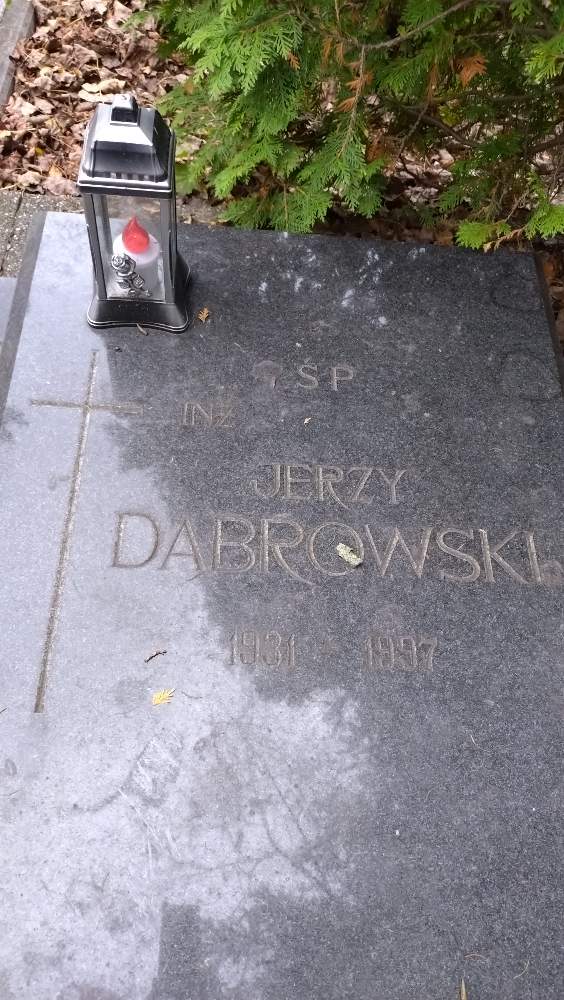 ŚP
INŻ
JERZY
DĄBROWSKI
1931 - 1997